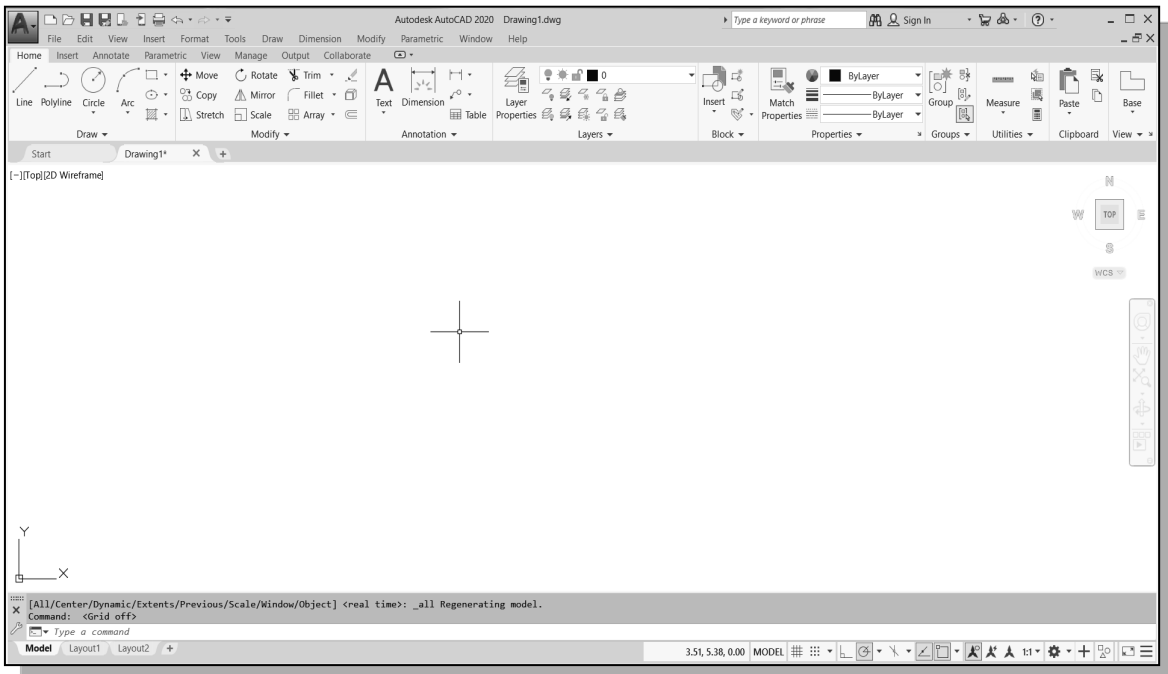 A Autodesk AutoCAD 2020 Drawing1.dwg Type a keyword or phrase Sign In
File Edit View Insert Format Tools Draw Dimension Modify Parametric Window Help
Home Insert Annotate Parametric View Manage Output Collaborate
Line Polyline Circle Arc Move Rotate Trim Text Dimension Layer Properties 0 Insert Match Properties ByLayer Group Measure Paste Base
Copy Mirror Fillet ByLayer
Stretch Scale Array Table ByLayer
Draw Modify Annotation Layers Block Properties Groups Utilities Clipboard View
Start Drawing1* +
[-][Top][2D Wireframe]
N
W TOP E
S
WCS
Y
X
[All/Center/Dynamic/Extents/Previous/Scale/Window/Object] <real time>: _all Regenerating model.
Command: <Grid off>
Type a command
Model Layout1 Layout2 + 3.51, 5.38, 0.00 MODEL 1:1